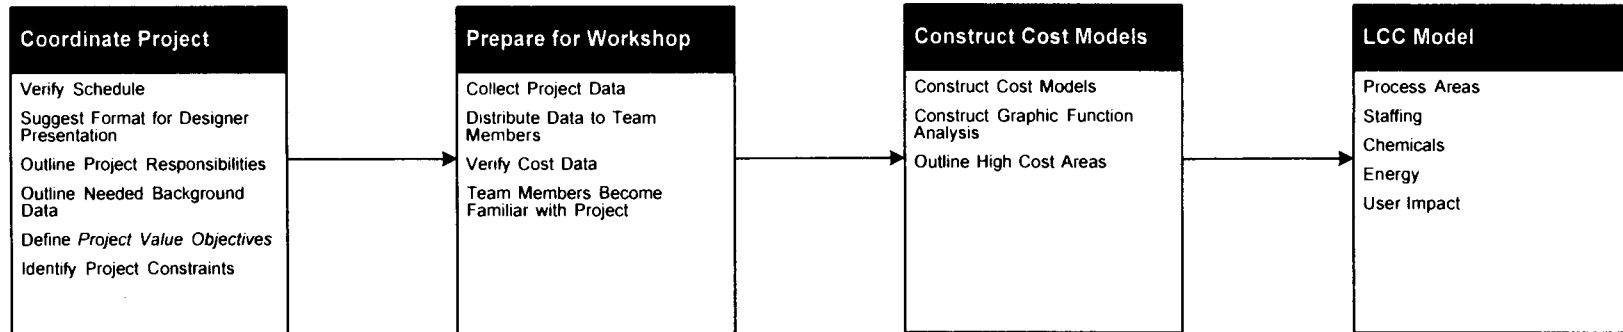 Coordinate Project
Verify Schedule
Suggest Format for Designer
Presentation
Outline Project Responsibilities
Outline Needed Background
Data
Define Project Value Objectives
Identify Project Constraints
Prepare for Workshop
Collect Project Data
Distribute Data to Team
Members
Verify Cost Data
Team Members Become
Familiar with Project
Construct Cost Models
Construct Cost Models
Construct Graphic Function
Analysis
Outline High Cost Areas
LCC Model
Process Areas
Staffing
Chemicals
Energy
User Impact